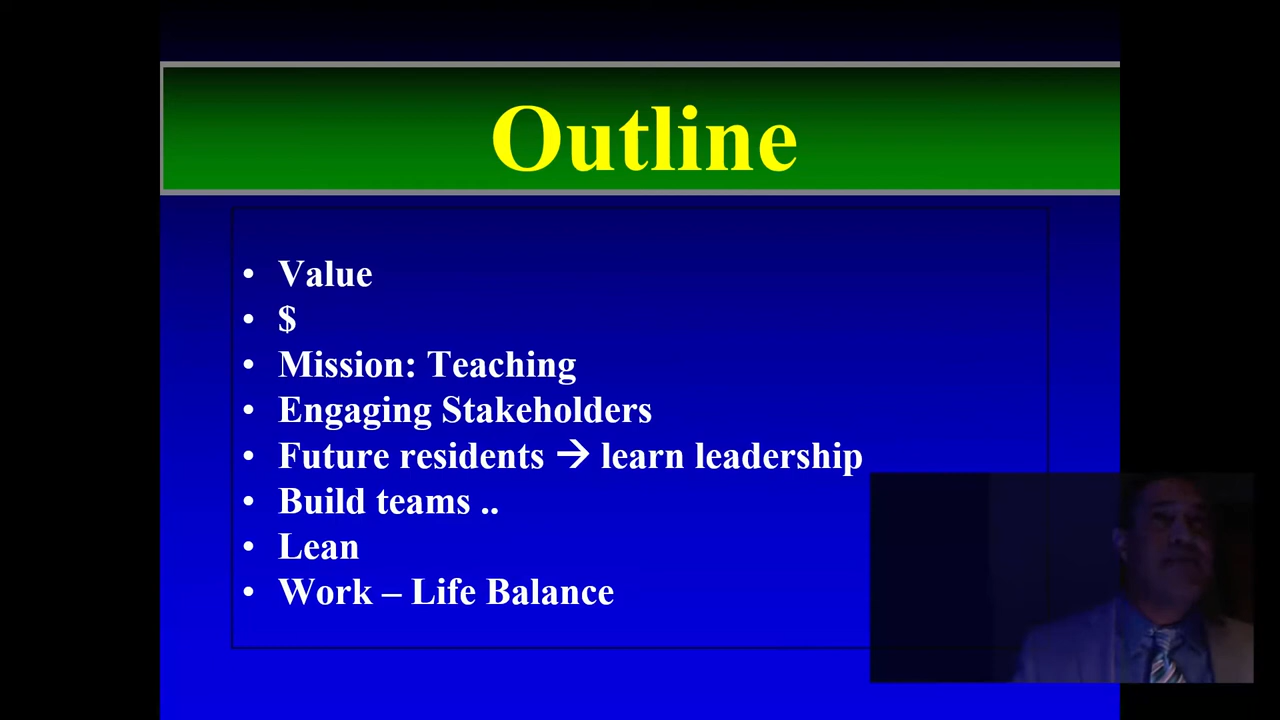 Outline
• Value
• $
• Mission: Teaching
• Engaging Stakeholders
• Future residents → learn leadership
• Build teams ..
• Lean
• Work – Life Balance